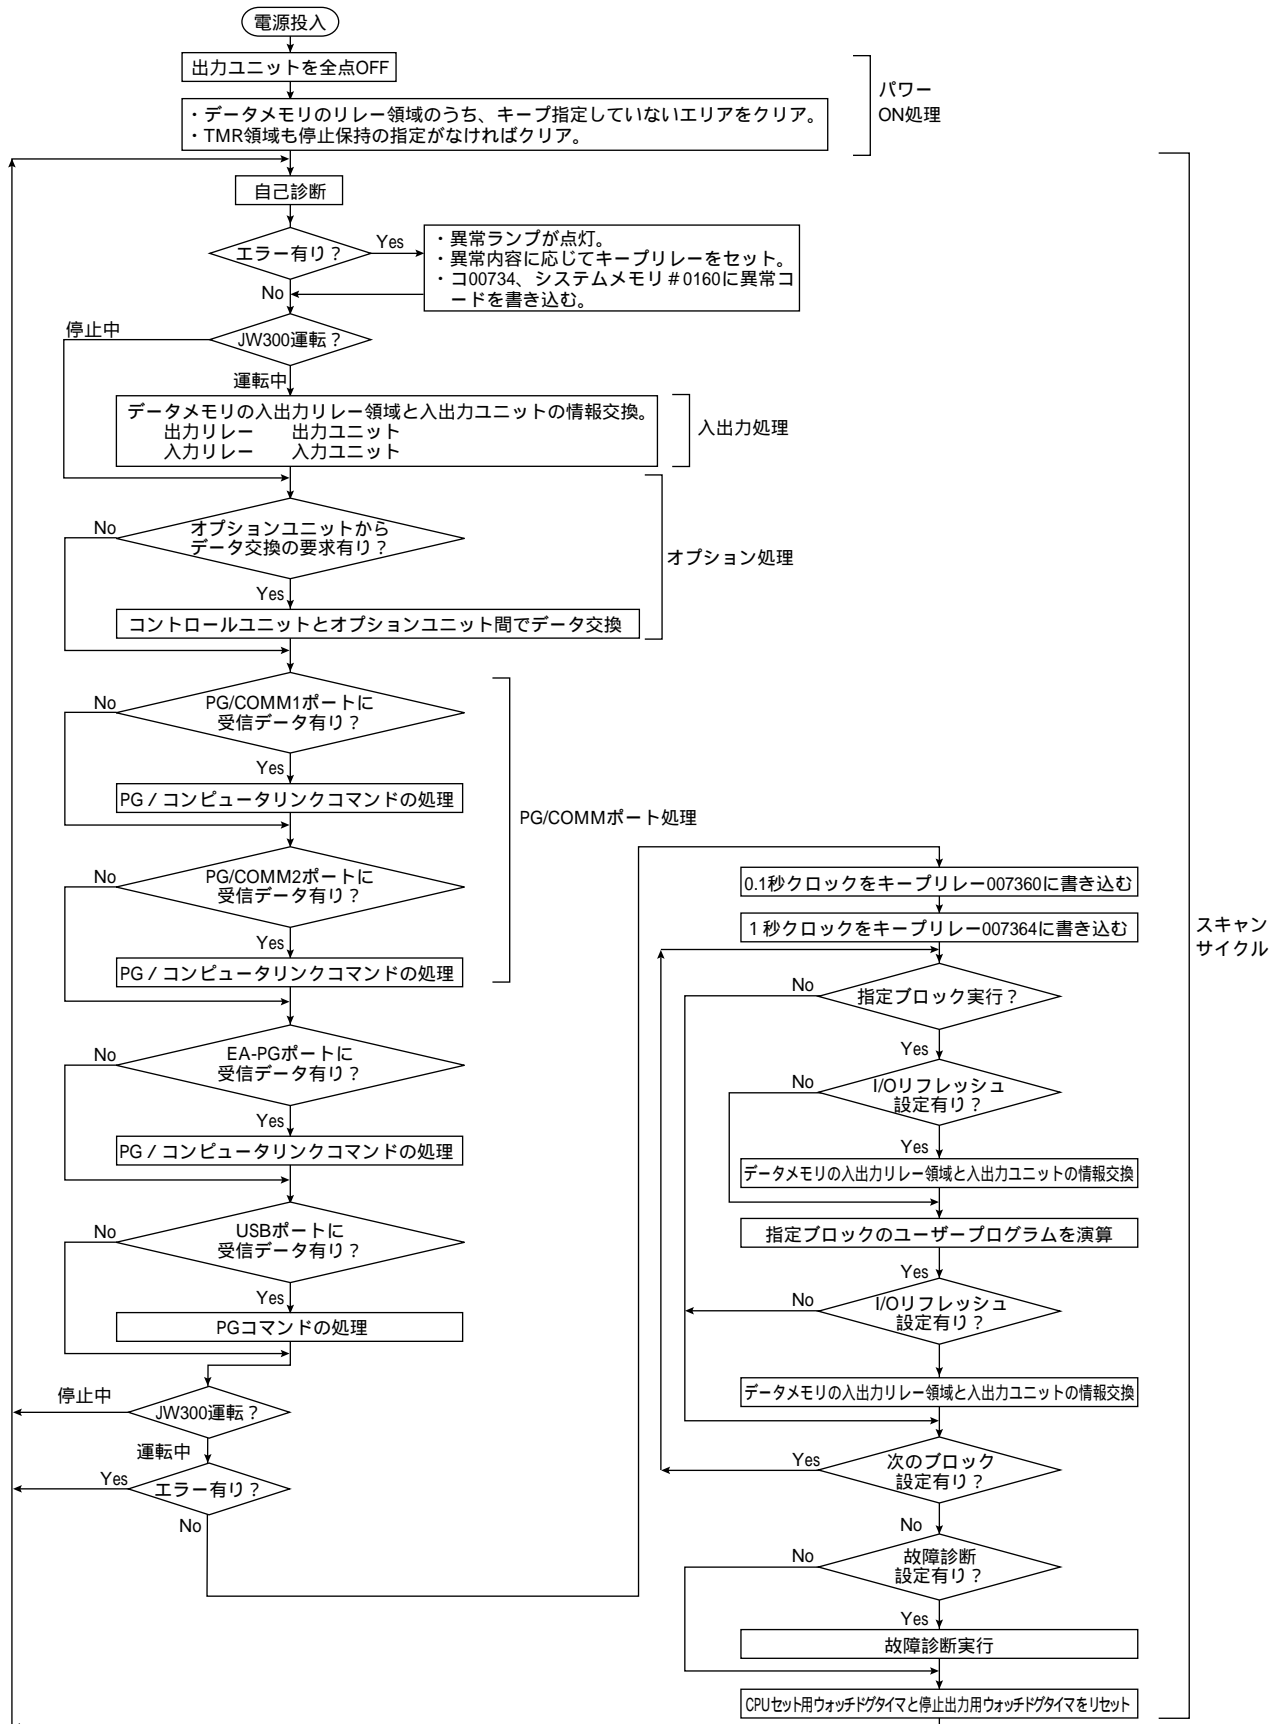 電源投入
出力ユニットを全点OFF
・データメモリのリレー領域のうち、キープ指定していないエリアをクリア。
・TMR領域も停止保持の指定がなければクリア。
パワー
ON処理
自己診断
エラー有り？
Yes
・異常ランプが点灯。
・異常内容に応じてキープリレーをセット。
・コ00734、システムメモリ＃0160に異常コ
ードを書き込む。
No
停止中
JW300運転？
運転中
データメモリの入出力リレー領域と入出力ユニットの情報交換。
出力リレー　　出力ユニット
入力リレー　　入力ユニット
入出力処理
No
オプションユニットから
データ交換の要求有り？
Yes
コントロールユニットとオプションユニット間でデータ交換
オプション処理
No
PG/COMM1ポートに
受信データ有り？
Yes
PG / コンピュータリンクコマンドの処理
No
PG/COMM2ポートに
受信データ有り？
Yes
PG / コンピュータリンクコマンドの処理
PG/COMMポート処理
No
EA-PGポートに
受信データ有り？
Yes
PG / コンピュータリンクコマンドの処理
No
USBポートに
受信データ有り？
Yes
PGコマンドの処理
停止中
JW300運転？
運転中
Yes
エラー有り？
No
0.1秒クロックをキープリレー007360に書き込む
1 秒クロックをキープリレー007364に書き込む
No
指定ブロック実行？
Yes
No
I/Oリフレッシュ
設定有り？
Yes
データメモリの入出力リレー領域と入出力ユニットの情報交換
指定ブロックのユーザープログラムを演算
Yes
No
I/Oリフレッシュ
設定有り？
データメモリの入出力リレー領域と入出力ユニットの情報交換
Yes
次のブロック
設定有り？
No
No
故障診断
設定有り？
Yes
故障診断実行
CPUセット用ウォッチドグタイマと停止出力用ウォッチドグタイマをリセット
スキャン
サイクル